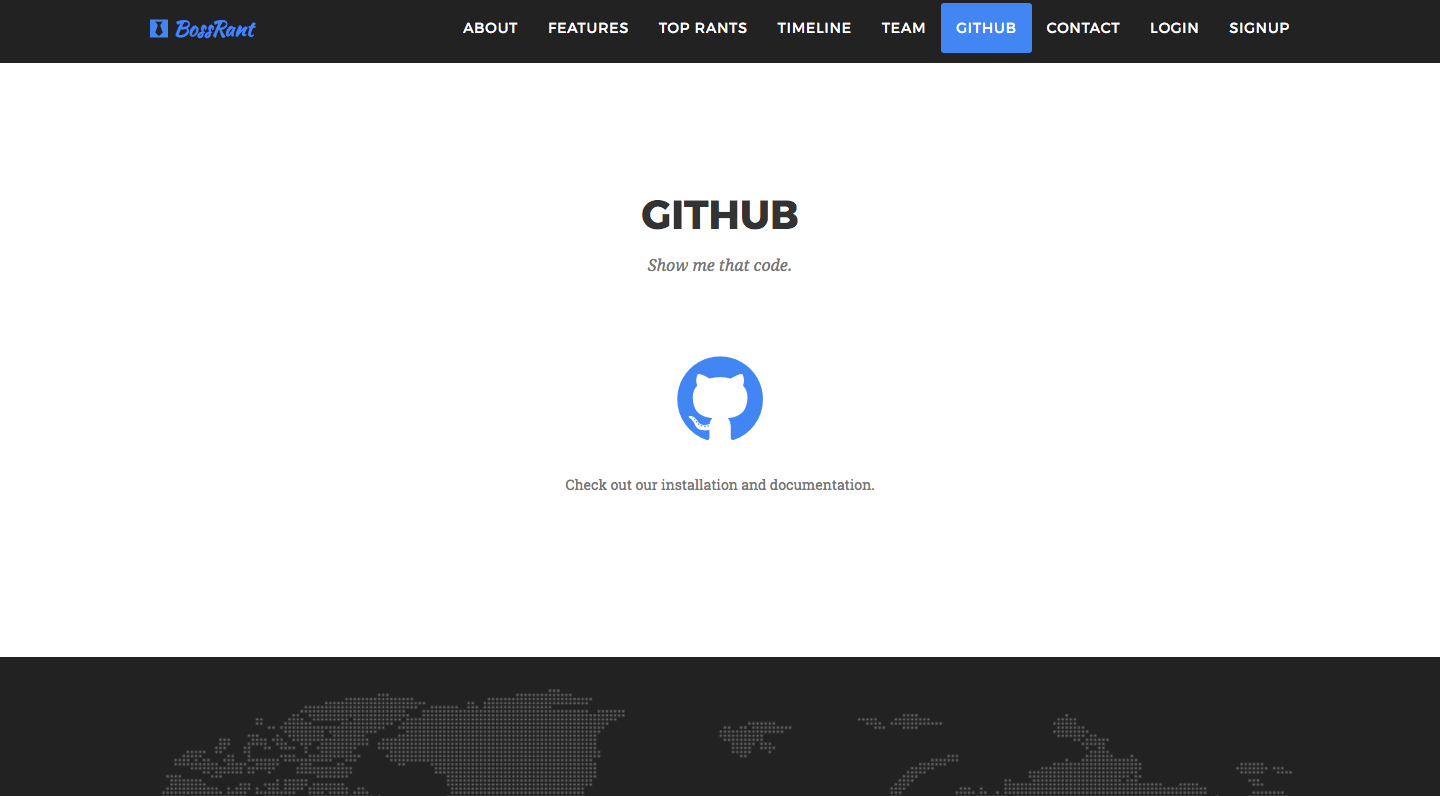 BossRant
ABOUT FEATURES TOP RANTS TIMELINE TEAM GITHUB CONTACT LOGIN SIGNUP
GITHUB
Show me that code.
Check out our installation and documentation.